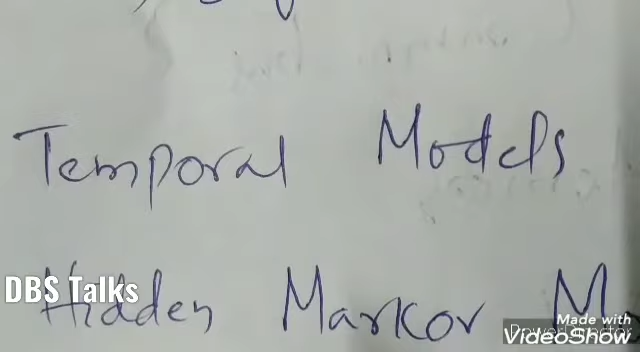 Temporal Models
DBS Talks
Hidden Markov M
Made with
VideoShow